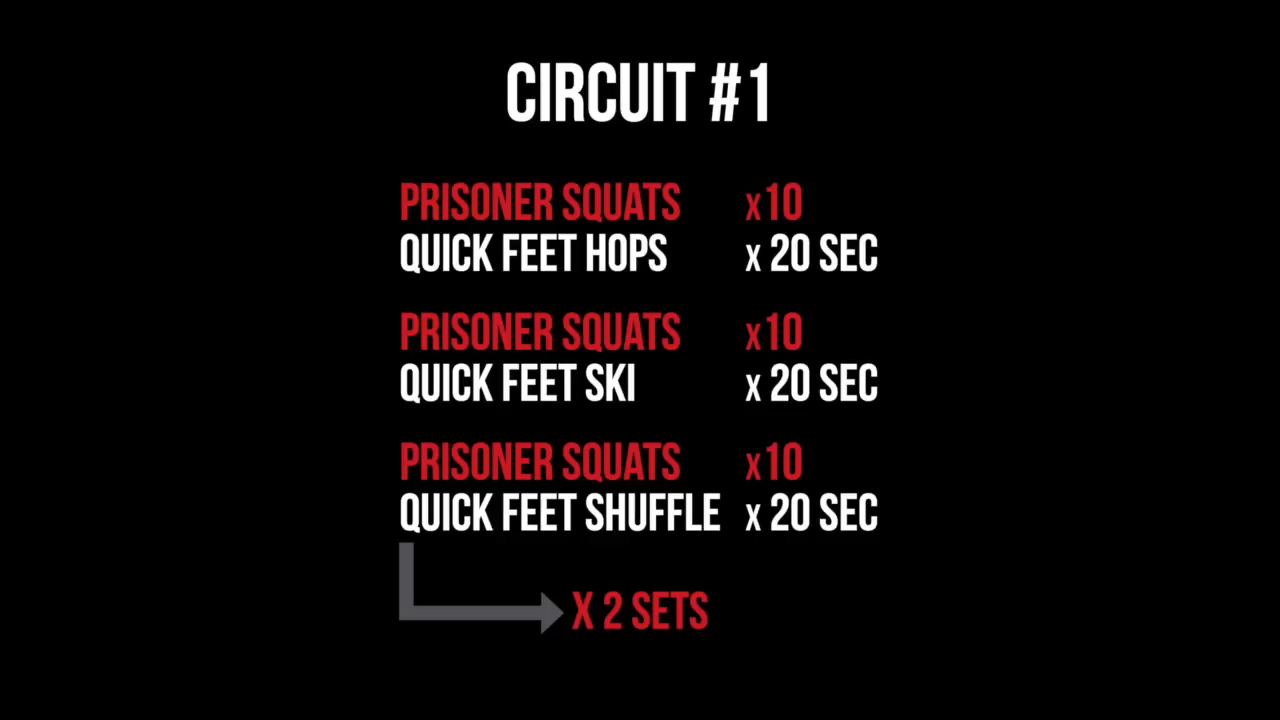 CIRCUIT #1
PRISONER SQUATS x10
QUICK FEET HOPS x 20 SEC
PRISONER SQUATS x10
QUICK FEET SKI x 20 SEC
PRISONER SQUATS x10
QUICK FEET SHUFFLE x 20 SEC
X 2 SETS